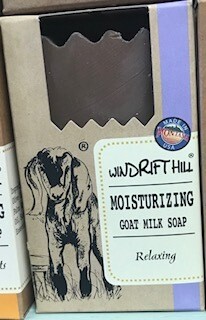 MADE IN
USA
®
WINDRIFT HILL®
MOISTURIZING
GOAT MILK SOAP
Relaxing